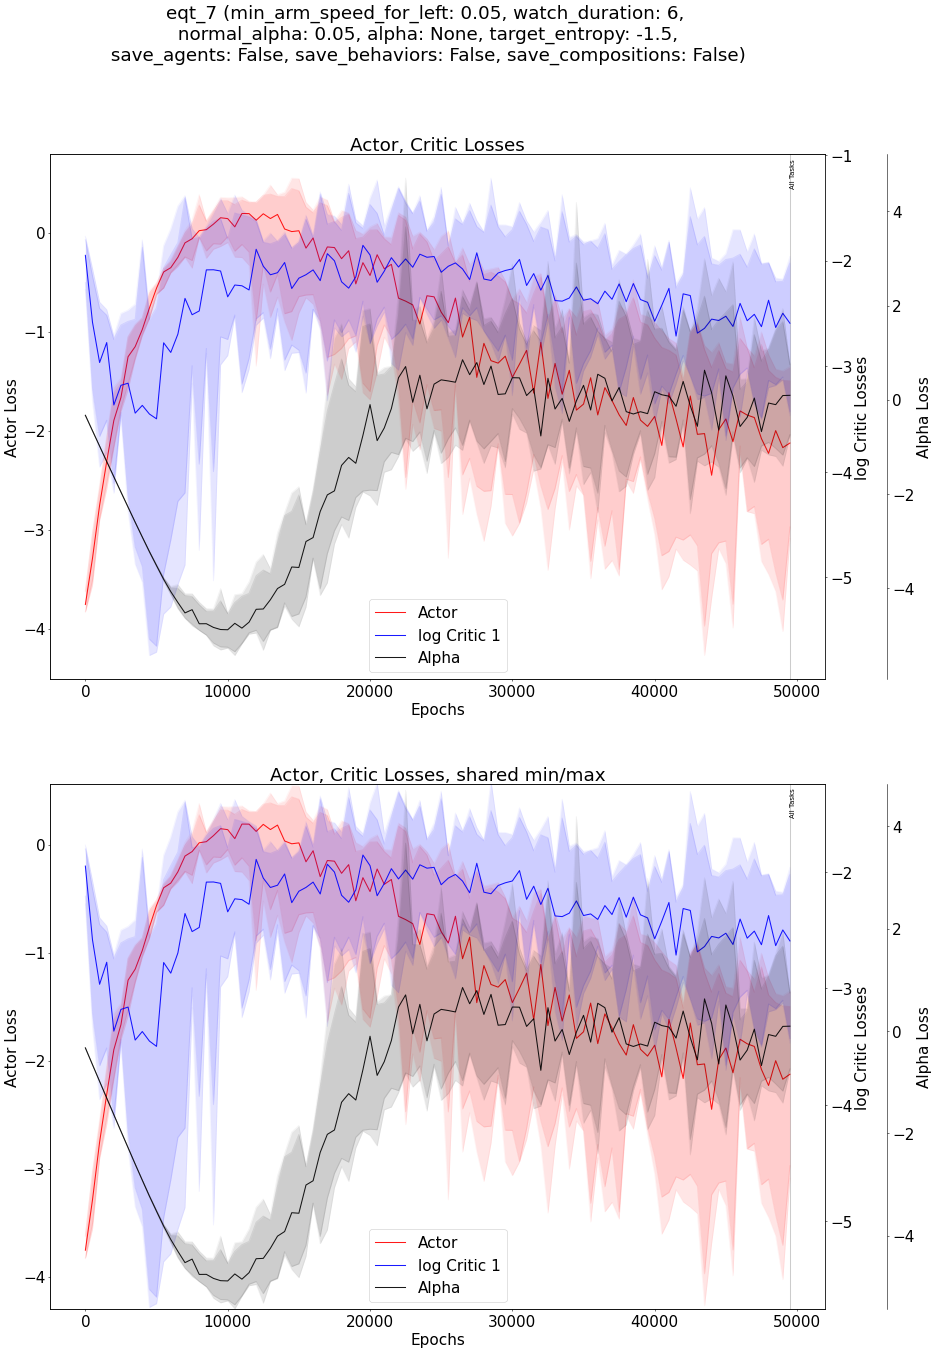 eqt_7 (min_arm_speed_for_left: 0.05, watch_duration: 6,
normal_alpha: 0.05, alpha: None, target_entropy: -1.5,
save_agents: False, save_behaviors: False, save_compositions: False)
Actor, Critic Losses
All Tasks
Actor Loss
0
−1
−2
−3
−4
log Critic Losses
−1
−2
−3
−4
−5
Alpha Loss
4
2
0
−2
−4
Actor
log Critic 1
Alpha
0 10000 20000 30000 40000 50000
Epochs
Actor, Critic Losses, shared min/max
All Tasks
Actor Loss
0
−1
−2
−3
−4
log Critic Losses
−2
−3
−4
−5
Alpha Loss
4
2
0
−2
−4
Actor
log Critic 1
Alpha
0 10000 20000 30000 40000 50000
Epochs